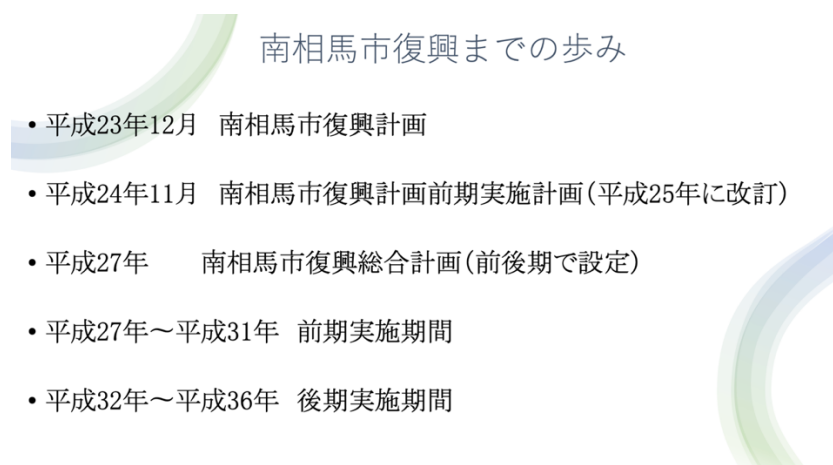 南相馬市復興までの歩み
• 平成23年12月　南相馬市復興計画
• 平成24年11月　南相馬市復興計画前期実施計画（平成25年に改訂）
• 平成27年　　南相馬市復興総合計画（前後期で設定）
• 平成27年～平成31年　前期実施期間
• 平成32年～平成36年　後期実施期間